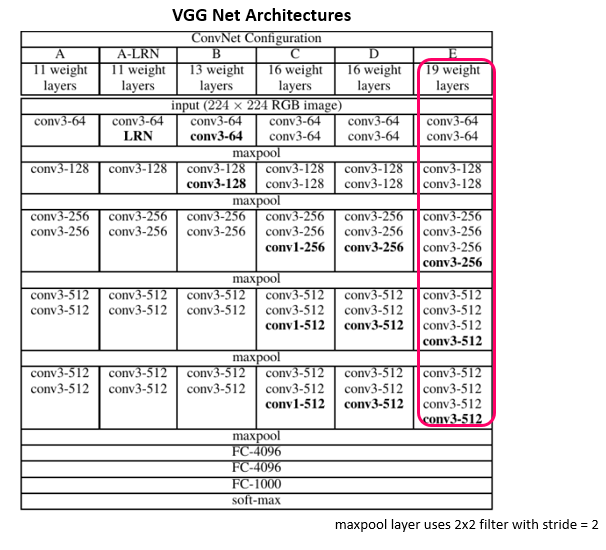 VGG Net Architectures
ConvNet Configuration
A A-LRN B C D E
11 weight 11 weight 13 weight 16 weight 16 weight 19 weight
layers layers layers layers layers layers
input (224 × 224 RGB image)
conv3-64 conv3-64 conv3-64 conv3-64 conv3-64 conv3-64
LRN conv3-64 conv3-64 conv3-64 conv3-64
maxpool
conv3-128 conv3-128 conv3-128 conv3-128 conv3-128 conv3-128
conv3-128 conv3-128 conv3-128 conv3-128
maxpool
conv3-256 conv3-256 conv3-256 conv3-256 conv3-256 conv3-256
conv3-256 conv3-256 conv3-256 conv3-256 conv3-256 conv3-256
conv1-256 conv3-256 conv3-256
conv3-256
maxpool
conv3-512 conv3-512 conv3-512 conv3-512 conv3-512 conv3-512
conv3-512 conv3-512 conv3-512 conv3-512 conv3-512 conv3-512
conv1-512 conv3-512 conv3-512
conv3-512
maxpool
conv3-512 conv3-512 conv3-512 conv3-512 conv3-512 conv3-512
conv3-512 conv3-512 conv3-512 conv3-512 conv3-512 conv3-512
conv1-512 conv3-512 conv3-512
conv3-512
maxpool
FC-4096
FC-4096
FC-1000
soft-max
maxpool layer uses 2x2 filter with stride = 2